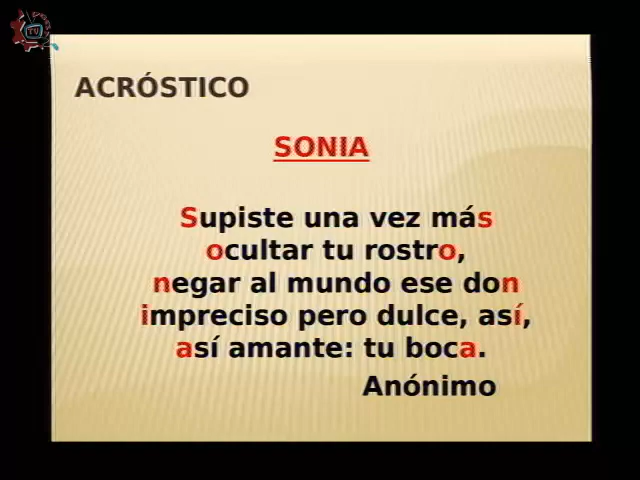 TV
ACRÓSTICO
SONIA
Supiste una vez más
ocultar tu rostro,
negar al mundo ese don
impreciso pero dulce, así,
así amante: tu boca.
Anónimo